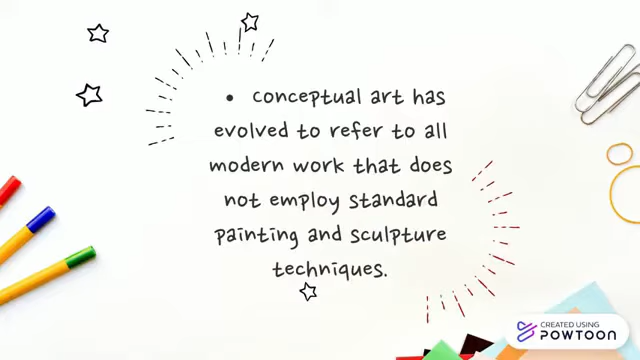 • conceptual art has
evolved to refer to all
modern work that does
not employ standard
painting and sculpture
techniques.
CREATED USING
POWTOON